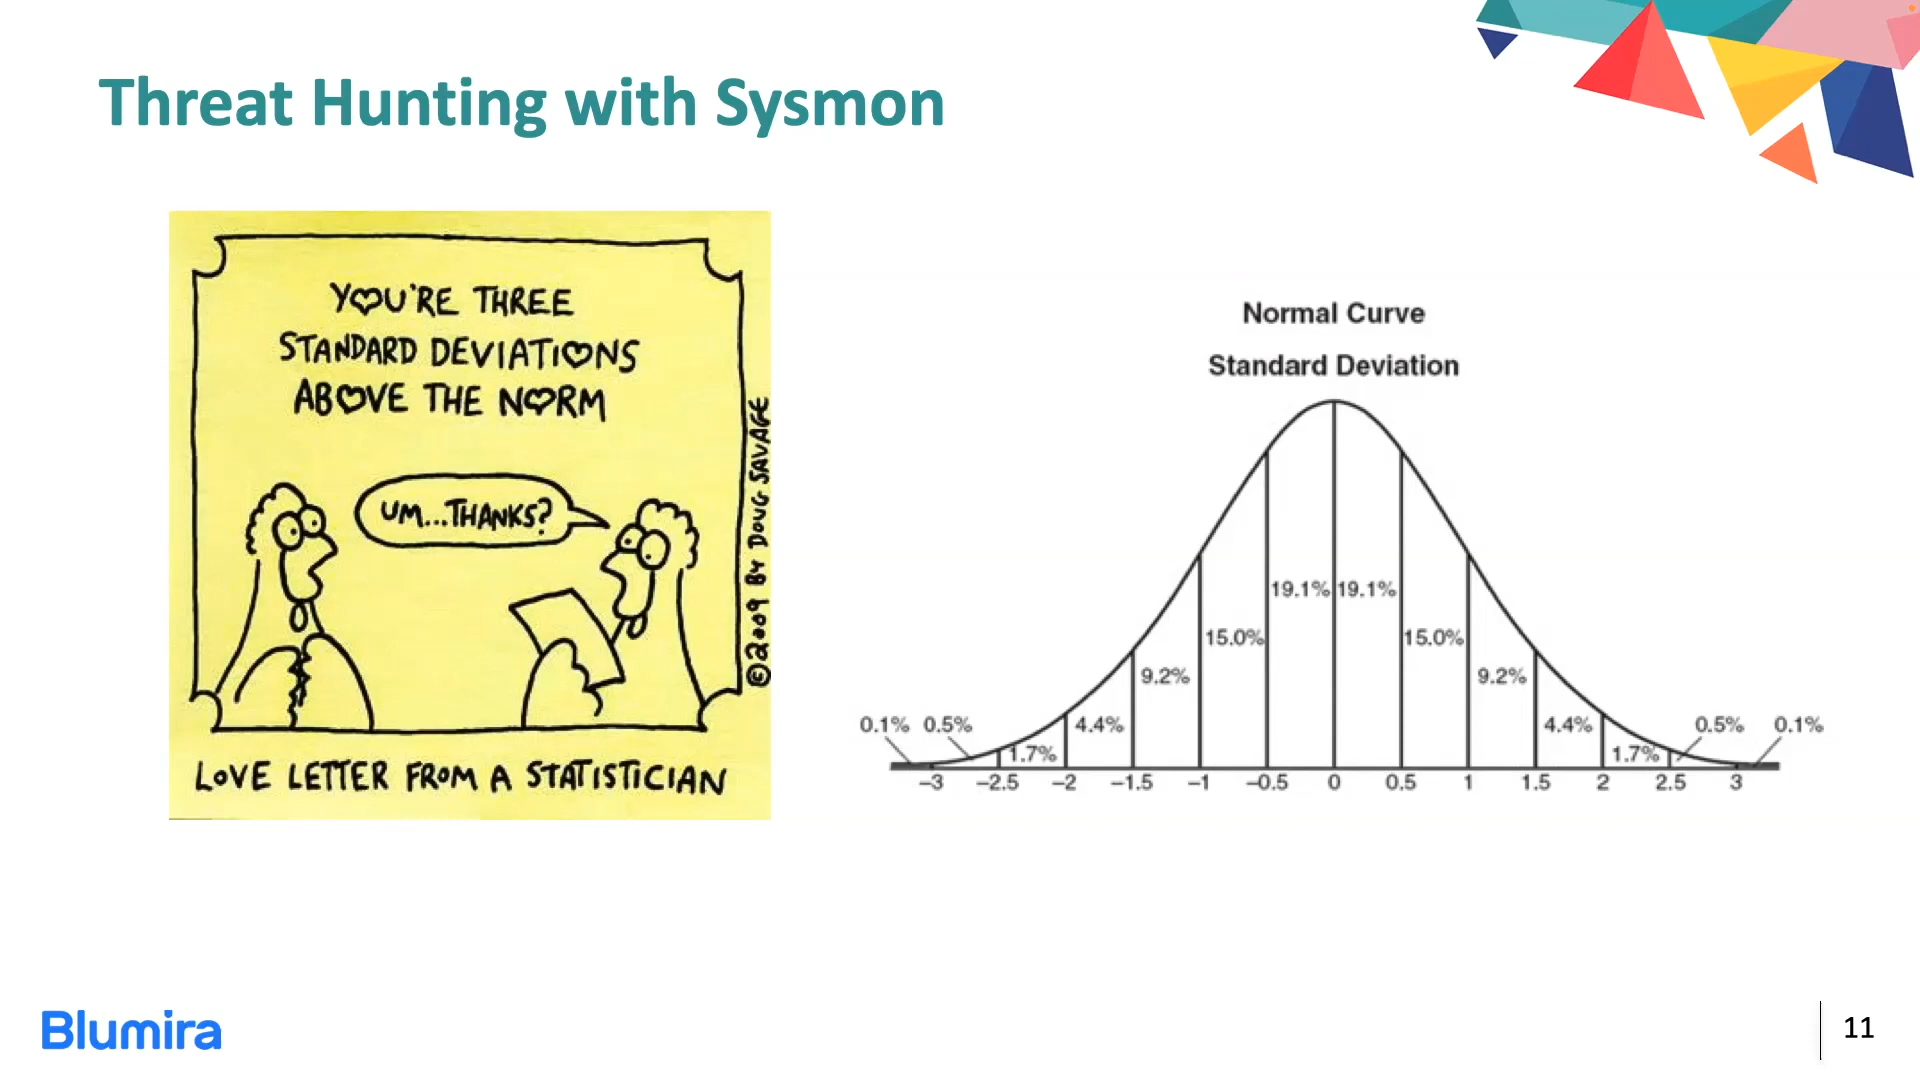 Threat Hunting with Sysmon
YOU'RE THREE
STANDARD DEVIATIONS
ABOVE THE NORM
UM...THANKS?
©2009 BY DOUG SAVAGE
LOVE LETTER FROM A STATISTICIAN
Normal Curve
Standard Deviation
19.1% 19.1%
15.0% 15.0%
9.2% 9.2%
0.1% 0.5% 4.4% 4.4% 0.5% 0.1%
1.7% 1.7%
−3 −2.5 −2 −1.5 −1 −0.5 0 0.5 1 1.5 2 2.5 3
Blumira
11